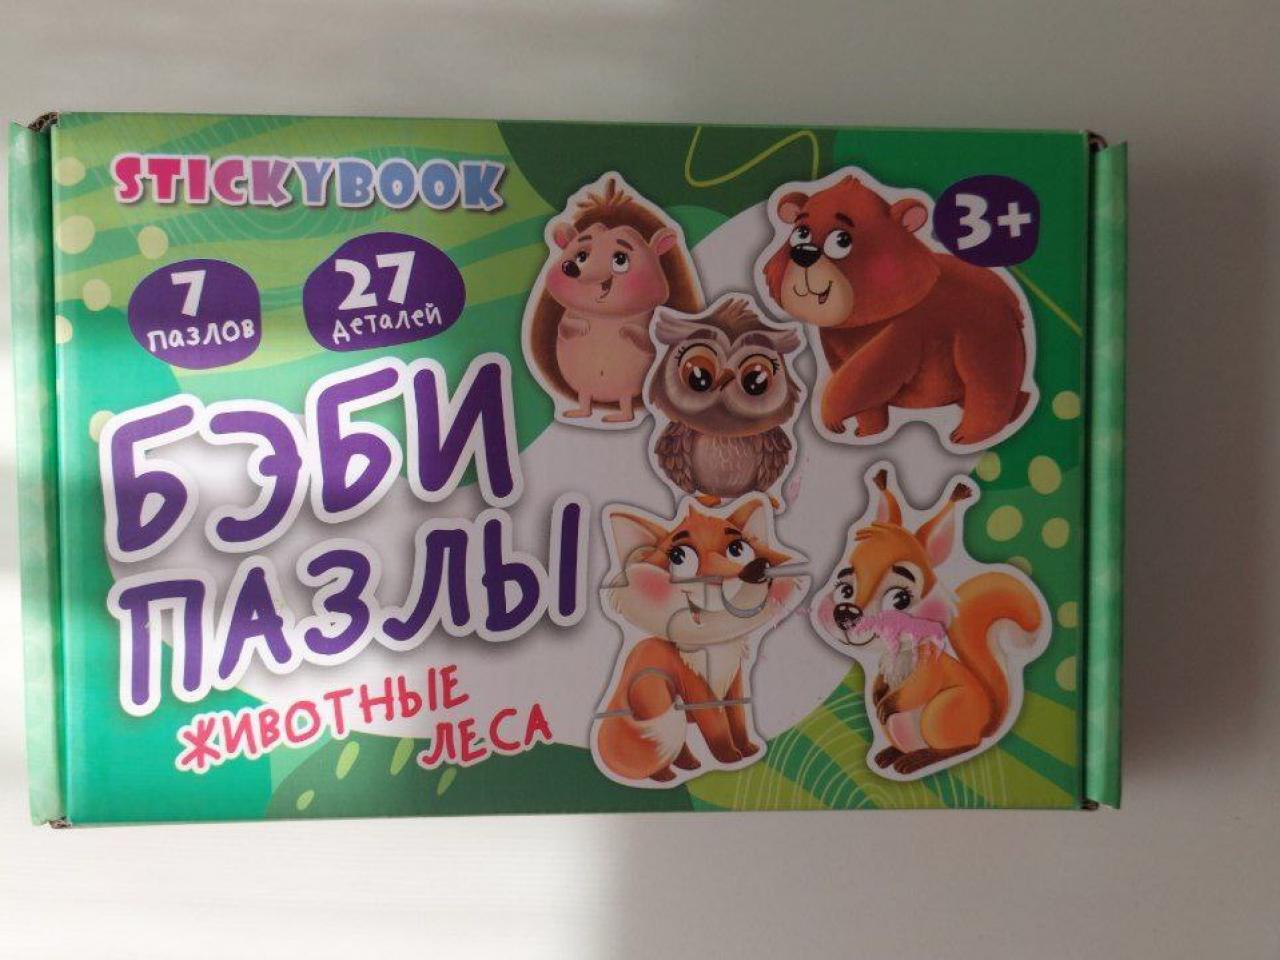 STICKYBOOK
3+
7
пазлов
27
деталей
БЭБИ
ПАЗЛЫ
ЖИВОТНЫЕ
ЛЕСА